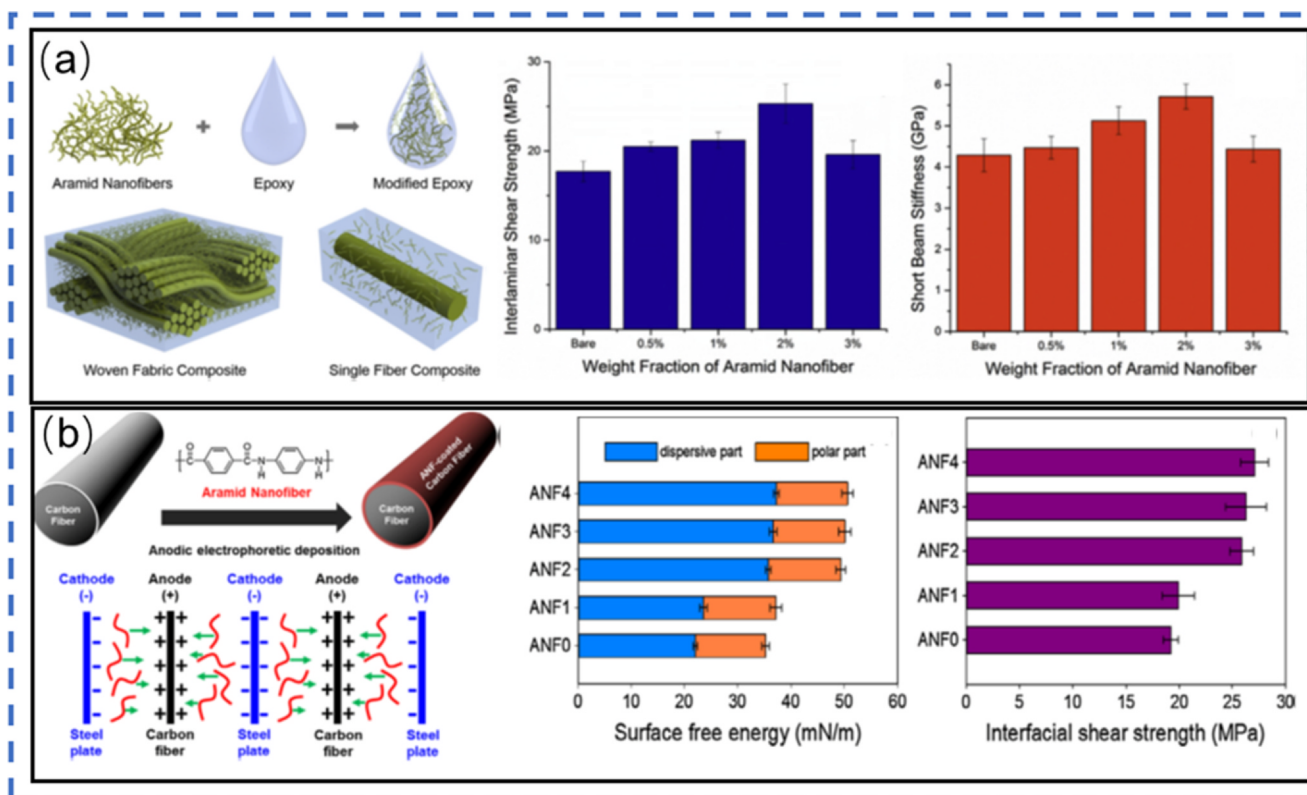 (a)
Aramid Nanofibers
+
Epoxy
Modified Epoxy
Woven Fabric Composite
Single Fiber Composite
Interlaminar Shear Strength (MPa)
30
20
10
0
Bare
0.5%
1%
2%
3%
Weight Fraction of Aramid Nanofiber
Short Beam Stiffness (GPa)
6
5
4
3
2
1
0
Bare
0.5%
1%
2%
3%
Weight Fraction of Aramid Nanofiber
(b)
Carbon
Fiber
O
O
C
C
N
H
N
H
Aramid Nanofiber
ANF-coated
Carbon Fiber
Carbon
Fiber
Anodic electrophoretic deposition
Cathode Anode Cathode Anode Cathode
(-) (+) (-) (+) (-)
Steel Carbon Steel Carbon Steel
plate fiber plate fiber plate
dispersive part polar part
ANF4
ANF3
ANF2
ANF1
ANF0
0 10 20 30 40 50 60
Surface free energy (mN/m)
ANF4
ANF3
ANF2
ANF1
ANF0
0 5 10 15 20 25 30
Interfacial shear strength (MPa)